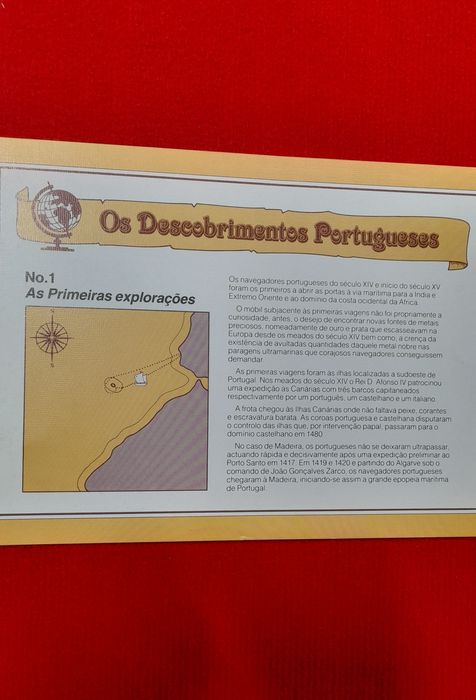 Os Descobrimentos Portugueses
No.1
As Primeiras explorações
Os navegadores portugueses do século XIV e início do século XV
foram os primeiros a abrir as portas à via marítima para a Índia e
Extremo Oriente e ao domínio da costa ocidental da África.
O móbil subjacente às primeiras viagens não foi propriamente a
curiosidade, antes, o desejo de encontrar novas fontes de metais
preciosos, nomeadamente de ouro e prata que escasseavam na
Europa desde os meados do século XIV bem como, a crença da
existência de avultadas quantidades daquele metal nobre nas
paragens ultramarinas que corajosos navegadores conseguissem
demandar.
As primeiras viagens foram às ilhas localizadas a sudoeste de
Portugal. Nos meados do século XIV o Rei D. Afonso IV patrocinou
uma expedição às Canárias com três barcos capitaneados
respectivamente por um português, um castelhano e um italiano.
A frota chegou às Ilhas Canárias onde não faltava peixe, corantes
e escravatura barata. As coroas portuguesa e castelhana disputaram
o controlo das ilhas que, por intervenção papal, passaram para o
domínio castelhano em 1480.
No caso de Madeira, os portugueses não se deixaram ultrapassar,
actuando rápida e decisivamente após uma expedição preliminar ao
Porto Santo em 1417. Em 1419 e 1420 e partindo do Algarve sob o
comando de João Gonçalves Zarco, os navegadores portugueses
chegaram à Madeira, iniciando-se assim a grande epopeia marítima
de Portugal.